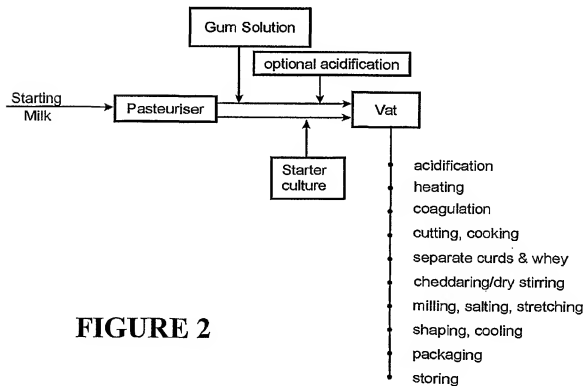 Gum Solution
optional acidification
Starting
Milk
Pasteuriser
Vat
Starter
culture
acidification
heating
coagulation
cutting, cooking
separate curds & whey
cheddaring/dry stirring
milling, salting, stretching
shaping, cooling
packaging
storing
FIGURE 2